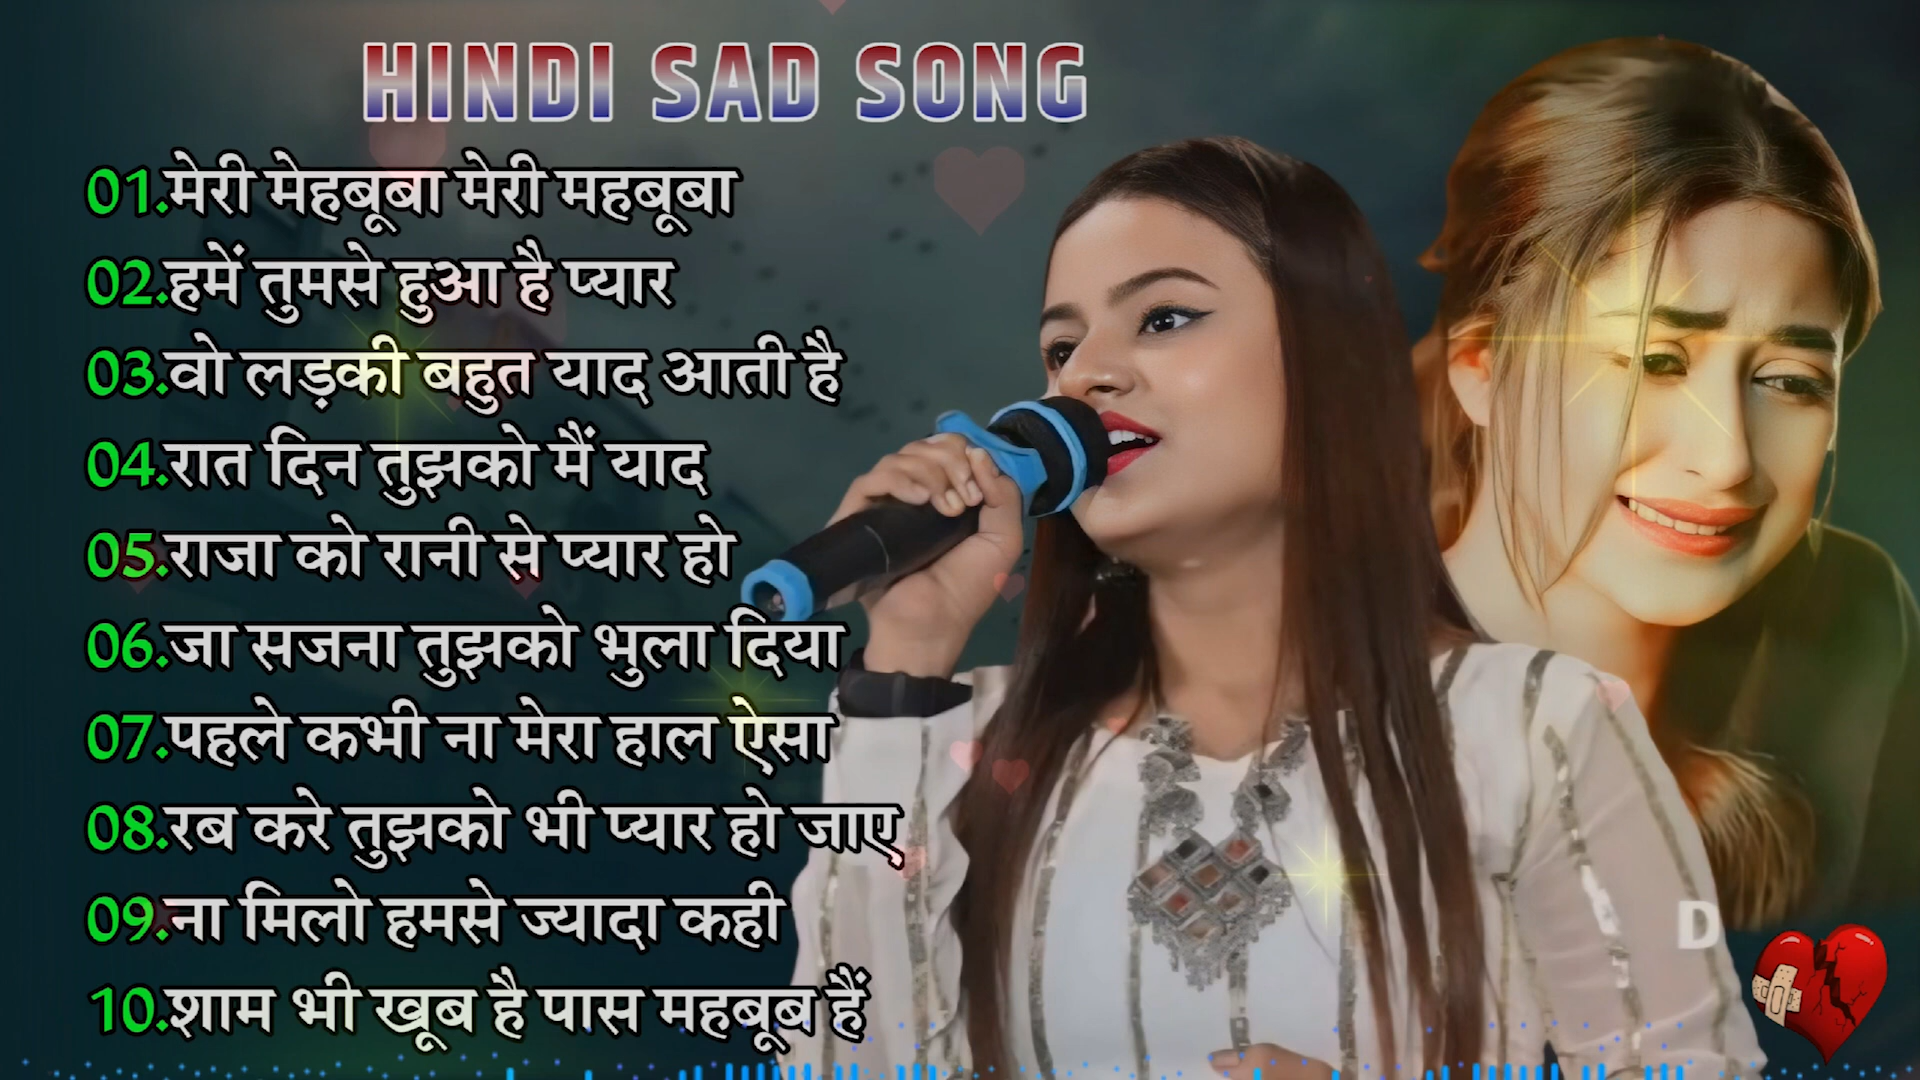 HINDI SAD SONG
01.मेरी मेहबूबा मेरी महबूबा
02.हमें तुमसे हुआ है प्यार
03.वो लड़की बहुत याद आती है
04.रात दिन तुझको मैं याद
05.राजा को रानी से प्यार हो
06.जा सजना तुझको भुला दिया
07.पहले कभी ना मेरा हाल ऐसा
08.रब करे तुझको भी प्यार हो जाए
09.ना मिलो हमसे ज्यादा कही
10.शाम भी खूब है पास महबूब हैं
D